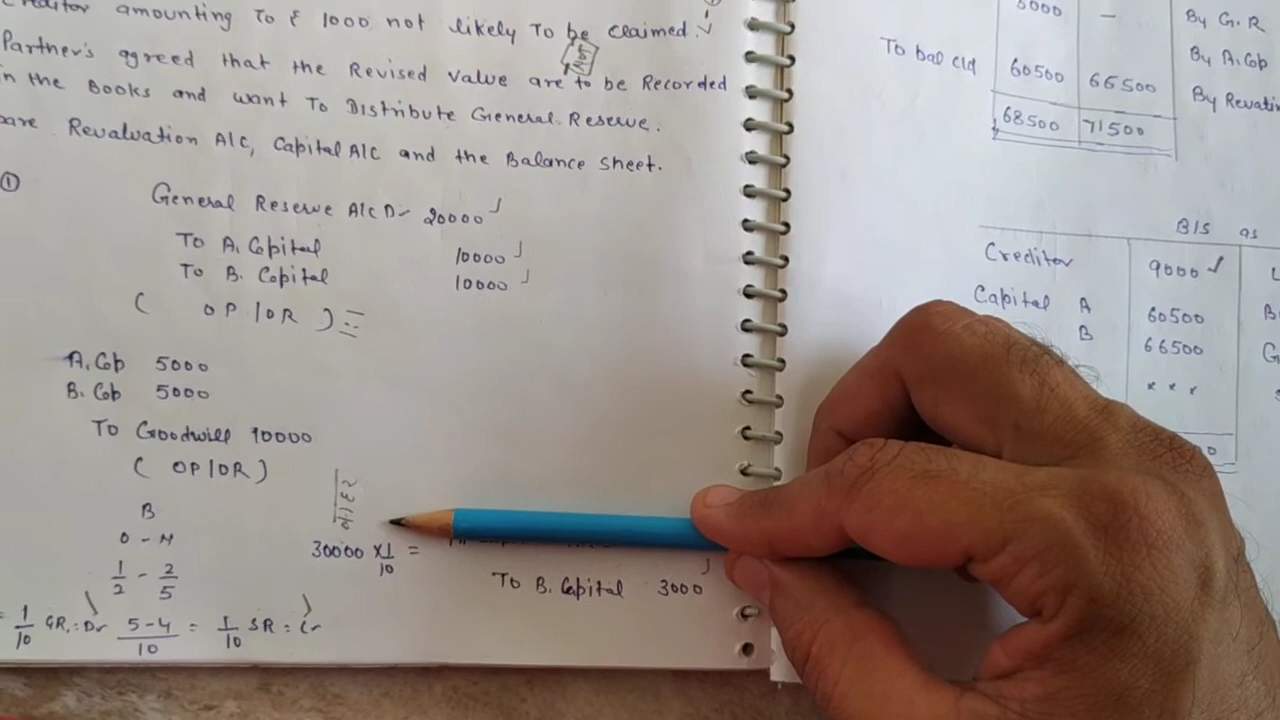 Creditor amounting To ₹ 1000 not likely To be claimed.
Partner's agreed that the Revised value are to be Recorded
in the Books and want To Distribute General Reserve.
Revaluation A/C, Capital A/C and the Balance Sheet.
①
General Reserve A/C Dr 20000
To A. Capital 10000
To B. Capital 10000
( OP/OR )
A. Cap 5000
B. Cap 5000
To Goodwill 10000
( OP/OR )
B
O - N
1/2 - 2/5
= 1/10 GR = Dr 5-4/10 = 1/10 SR = Cr
30000 × 1/10 =
To B. Capital 3000
5000 — By G.R
By A. Cap
To bal c/d 60500 66500 By Revatin
68500 71500
B/S as
Creditor 9000
Capital A 60500
B 66500
* * *